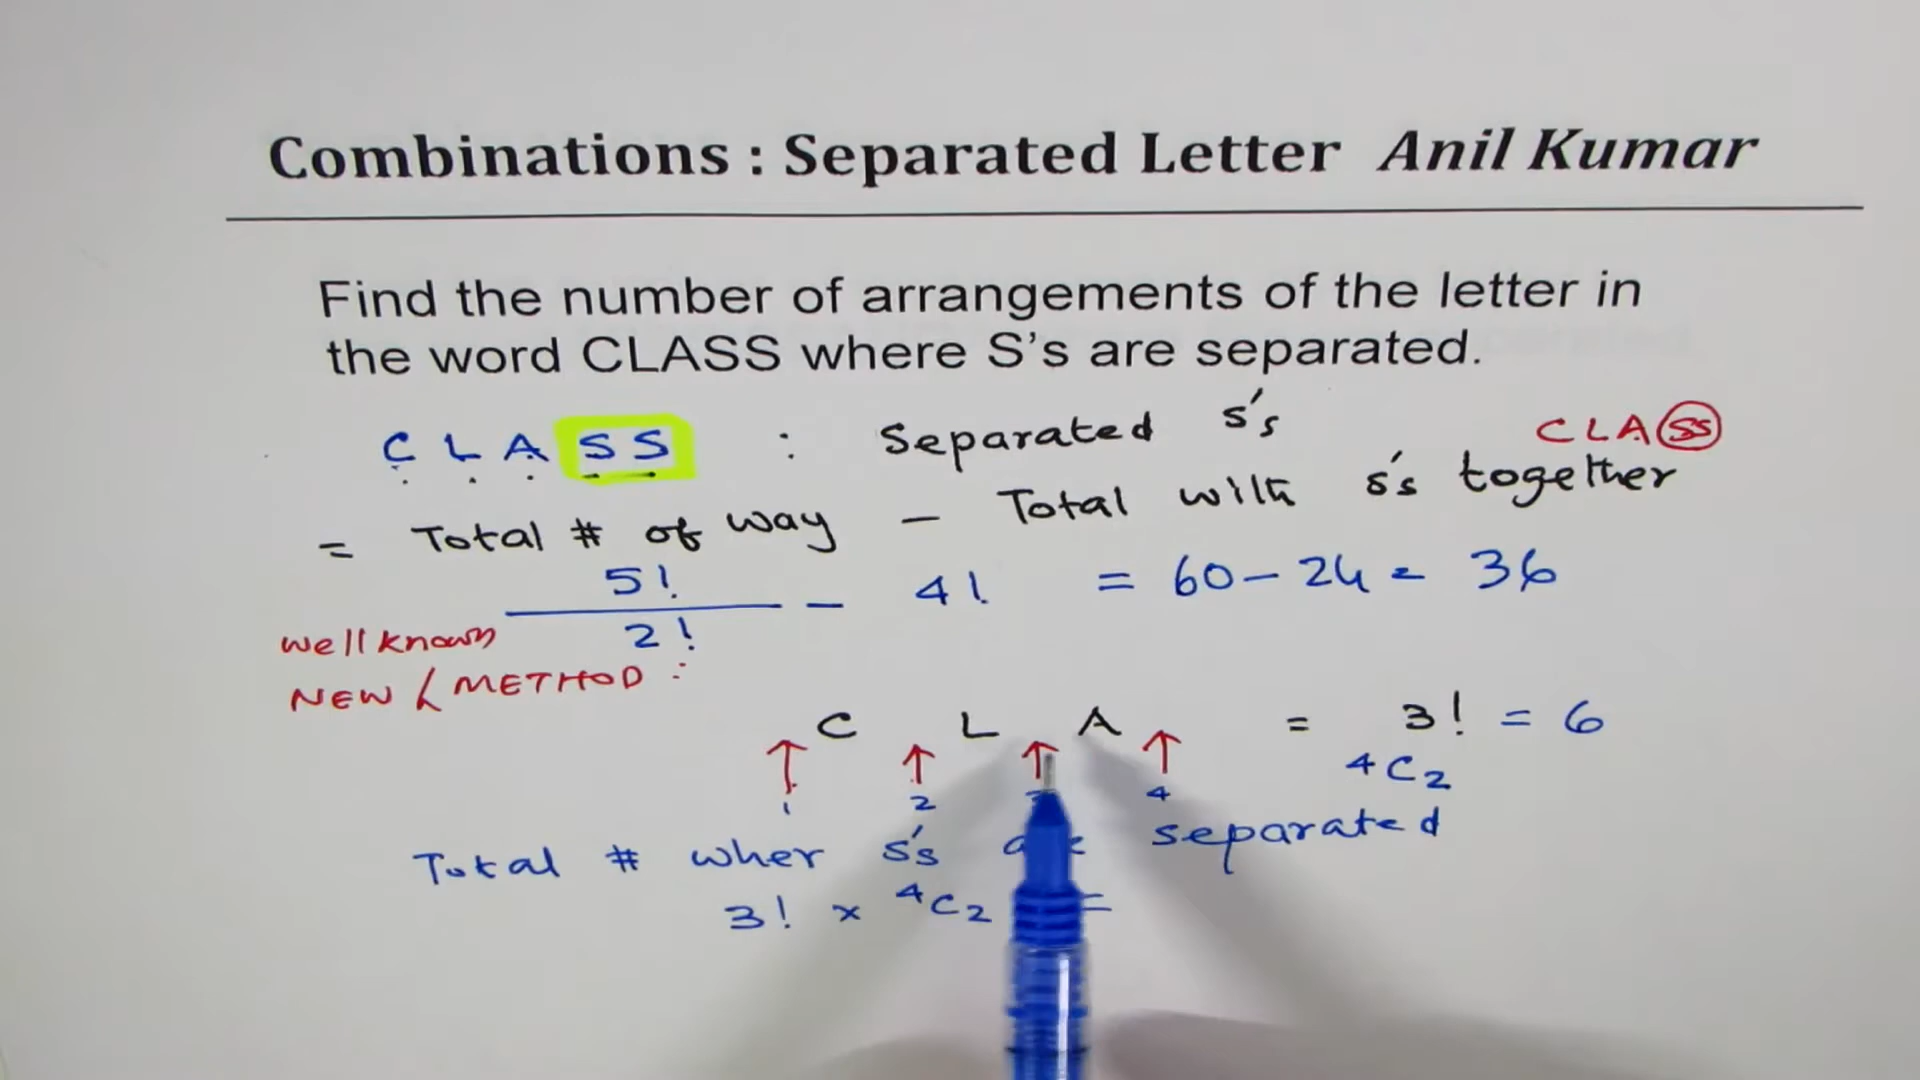 Combinations : Separated Letter Anil Kumar
Find the number of arrangements of the letter in
the word CLASS where S's are separated.
C L A S S : Separated S's CLASS
= Total # of way - Total with S's together
5!/2! - 4! = 60 - 24 = 36
well known
NEW METHOD :
C L A = 3! = 6
↑ ↑ ↑ ↑ ⁴C₂
1 2 4
Total # wher S's separated
3! × ⁴C₂ =